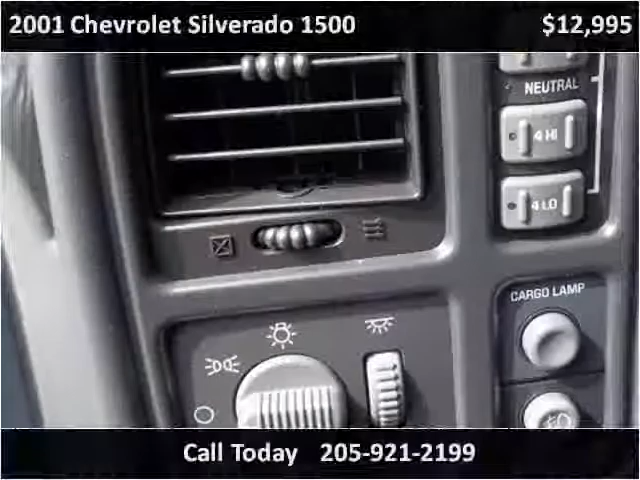 2001 Chevrolet Silverado 1500 $12,995
NEUTRAL
4 HI
4 LO
CARGO LAMP
Call Today 205-921-2199